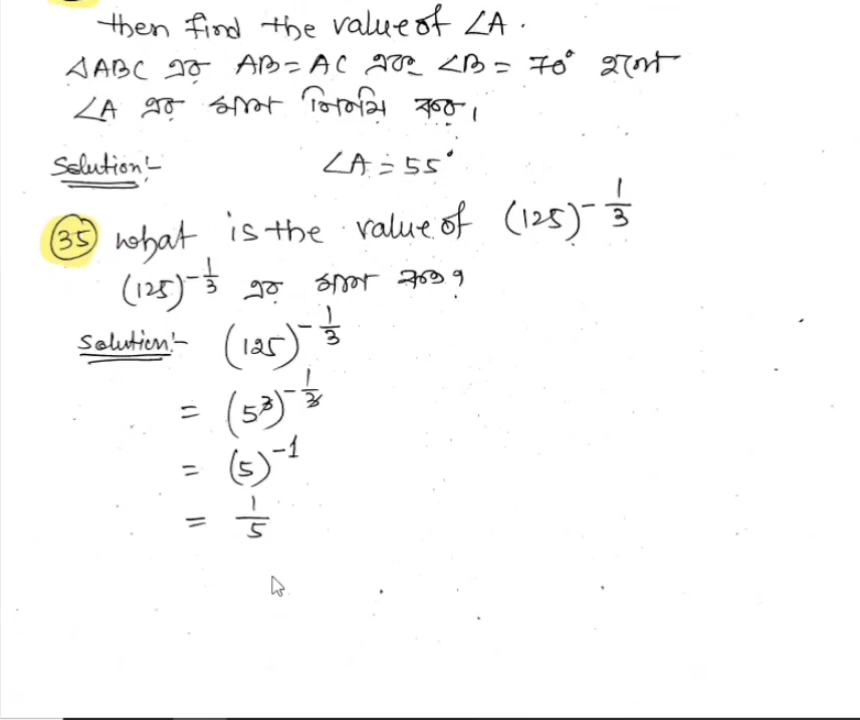 then find the value of ∠A.
△ABC এর AB = AC এবং ∠B = 70° হলে
∠A এর মান নির্ণয় কর।
Solution:- ∠A = 55°
(35) what is the value of (125)^{-1/3}
(125)^{-1/3} এর মান কত?
Solution:- (125)^{-1/3}
= (5^3)^{-1/3}
= (5)^{-1}
= 1/5